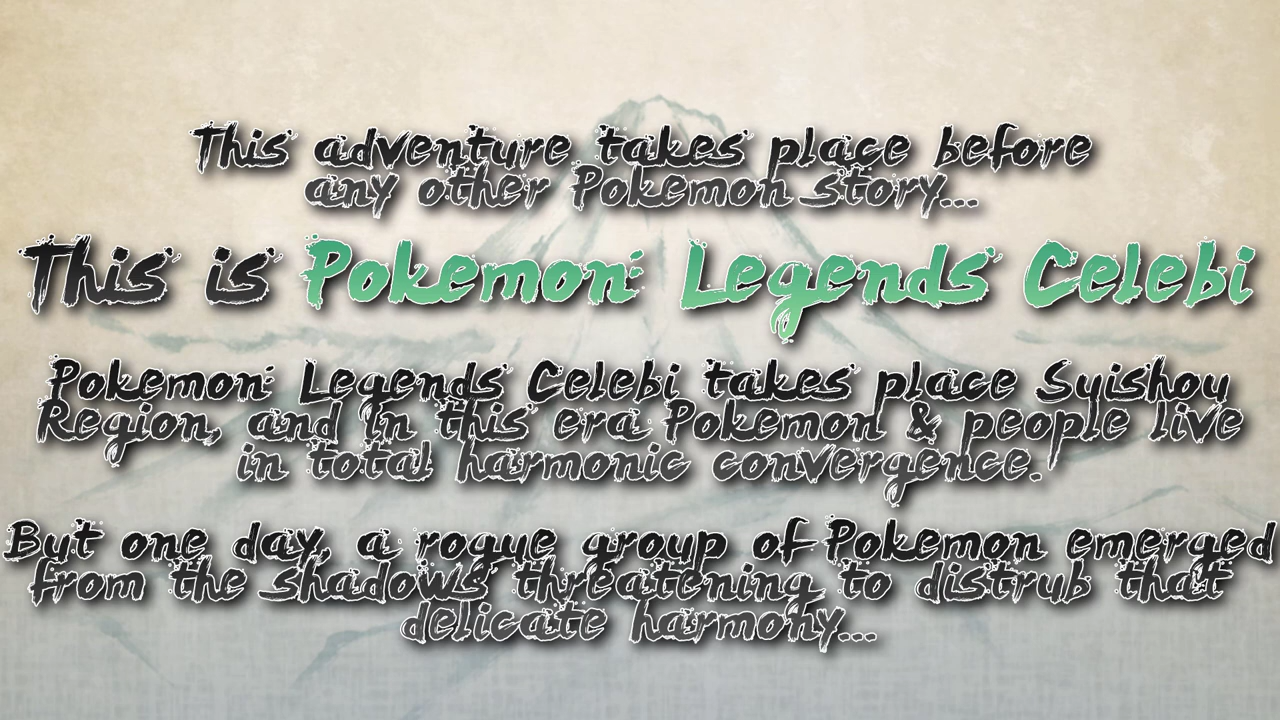 This adventure takes place before
any other Pokemon story...
This is Pokemon: Legends Celebi
Pokemon: Legends Celebi takes place Syishou
Region, and in this era Pokemon & people live
in total harmonic convergence.
But one day, a rogue group of Pokemon emerged
from the shadows threatening to distrub that
delicate harmony...